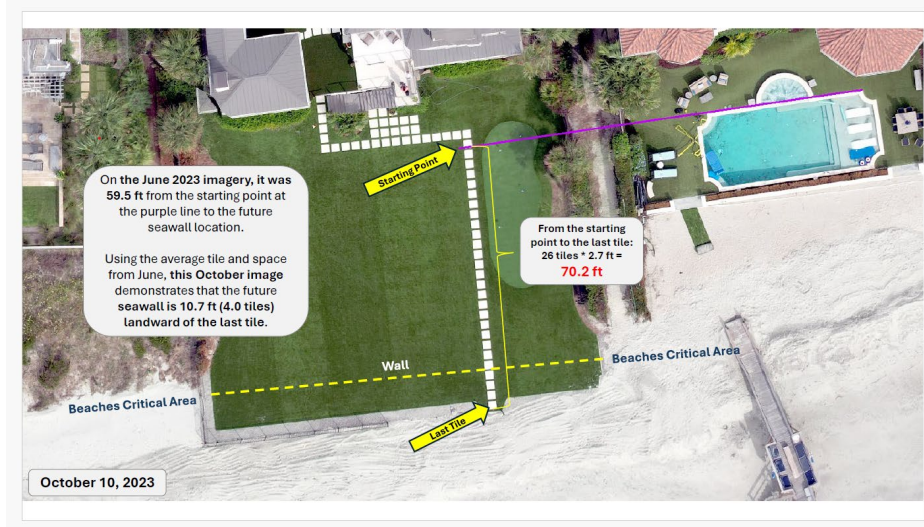 Starting Point
On the June 2023 imagery, it was
59.5 ft from the starting point at
the purple line to the future
seawall location.
Using the average tile and space
from June, this October image
demonstrates that the future
seawall is 10.7 ft (4.0 tiles)
landward of the last tile.
From the starting
point to the last tile:
26 tiles * 2.7 ft =
70.2 ft
Wall
Beaches Critical Area
Beaches Critical Area
Last Tile
October 10, 2023